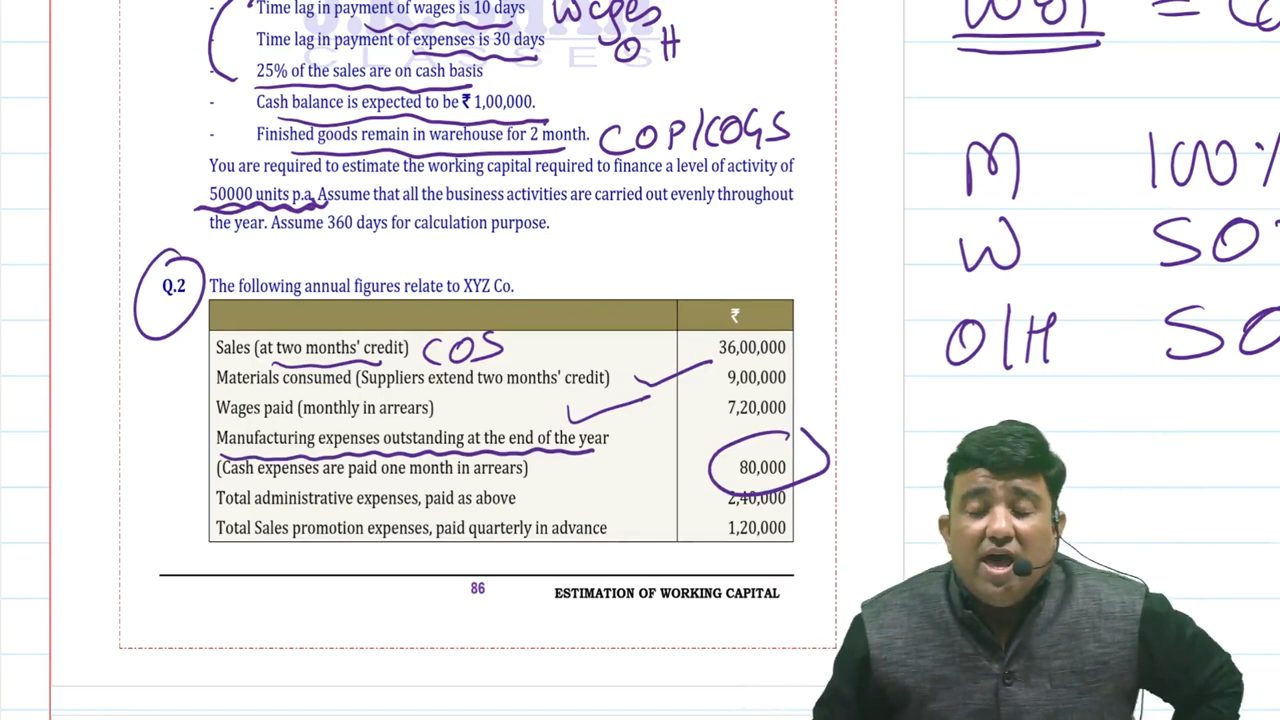 - Time lag in payment of wages is 10 days Wages
- Time lag in payment of expenses is 30 days O H
CLASSES
- 25% of the sales are on cash basis
- Cash balance is expected to be ₹ 1,00,000.
- Finished goods remain in warehouse for 2 month. COP/COGS
You are required to estimate the working capital required to finance a level of activity of
50000 units p.a. Assume that all the business activities are carried out evenly throughout
the year. Assume 360 days for calculation purpose.
Q.2 The following annual figures relate to XYZ Co.
₹
Sales (at two months' credit) COS 36,00,000
Materials consumed (Suppliers extend two months' credit) 9,00,000
Wages paid (monthly in arrears) 7,20,000
Manufacturing expenses outstanding at the end of the year
(Cash expenses are paid one month in arrears) 80,000
Total administrative expenses, paid as above 2,40,000
Total Sales promotion expenses, paid quarterly in advance 1,20,000
86 ESTIMATION OF WORKING CAPITAL
M 100%
W 50%
O/H 50